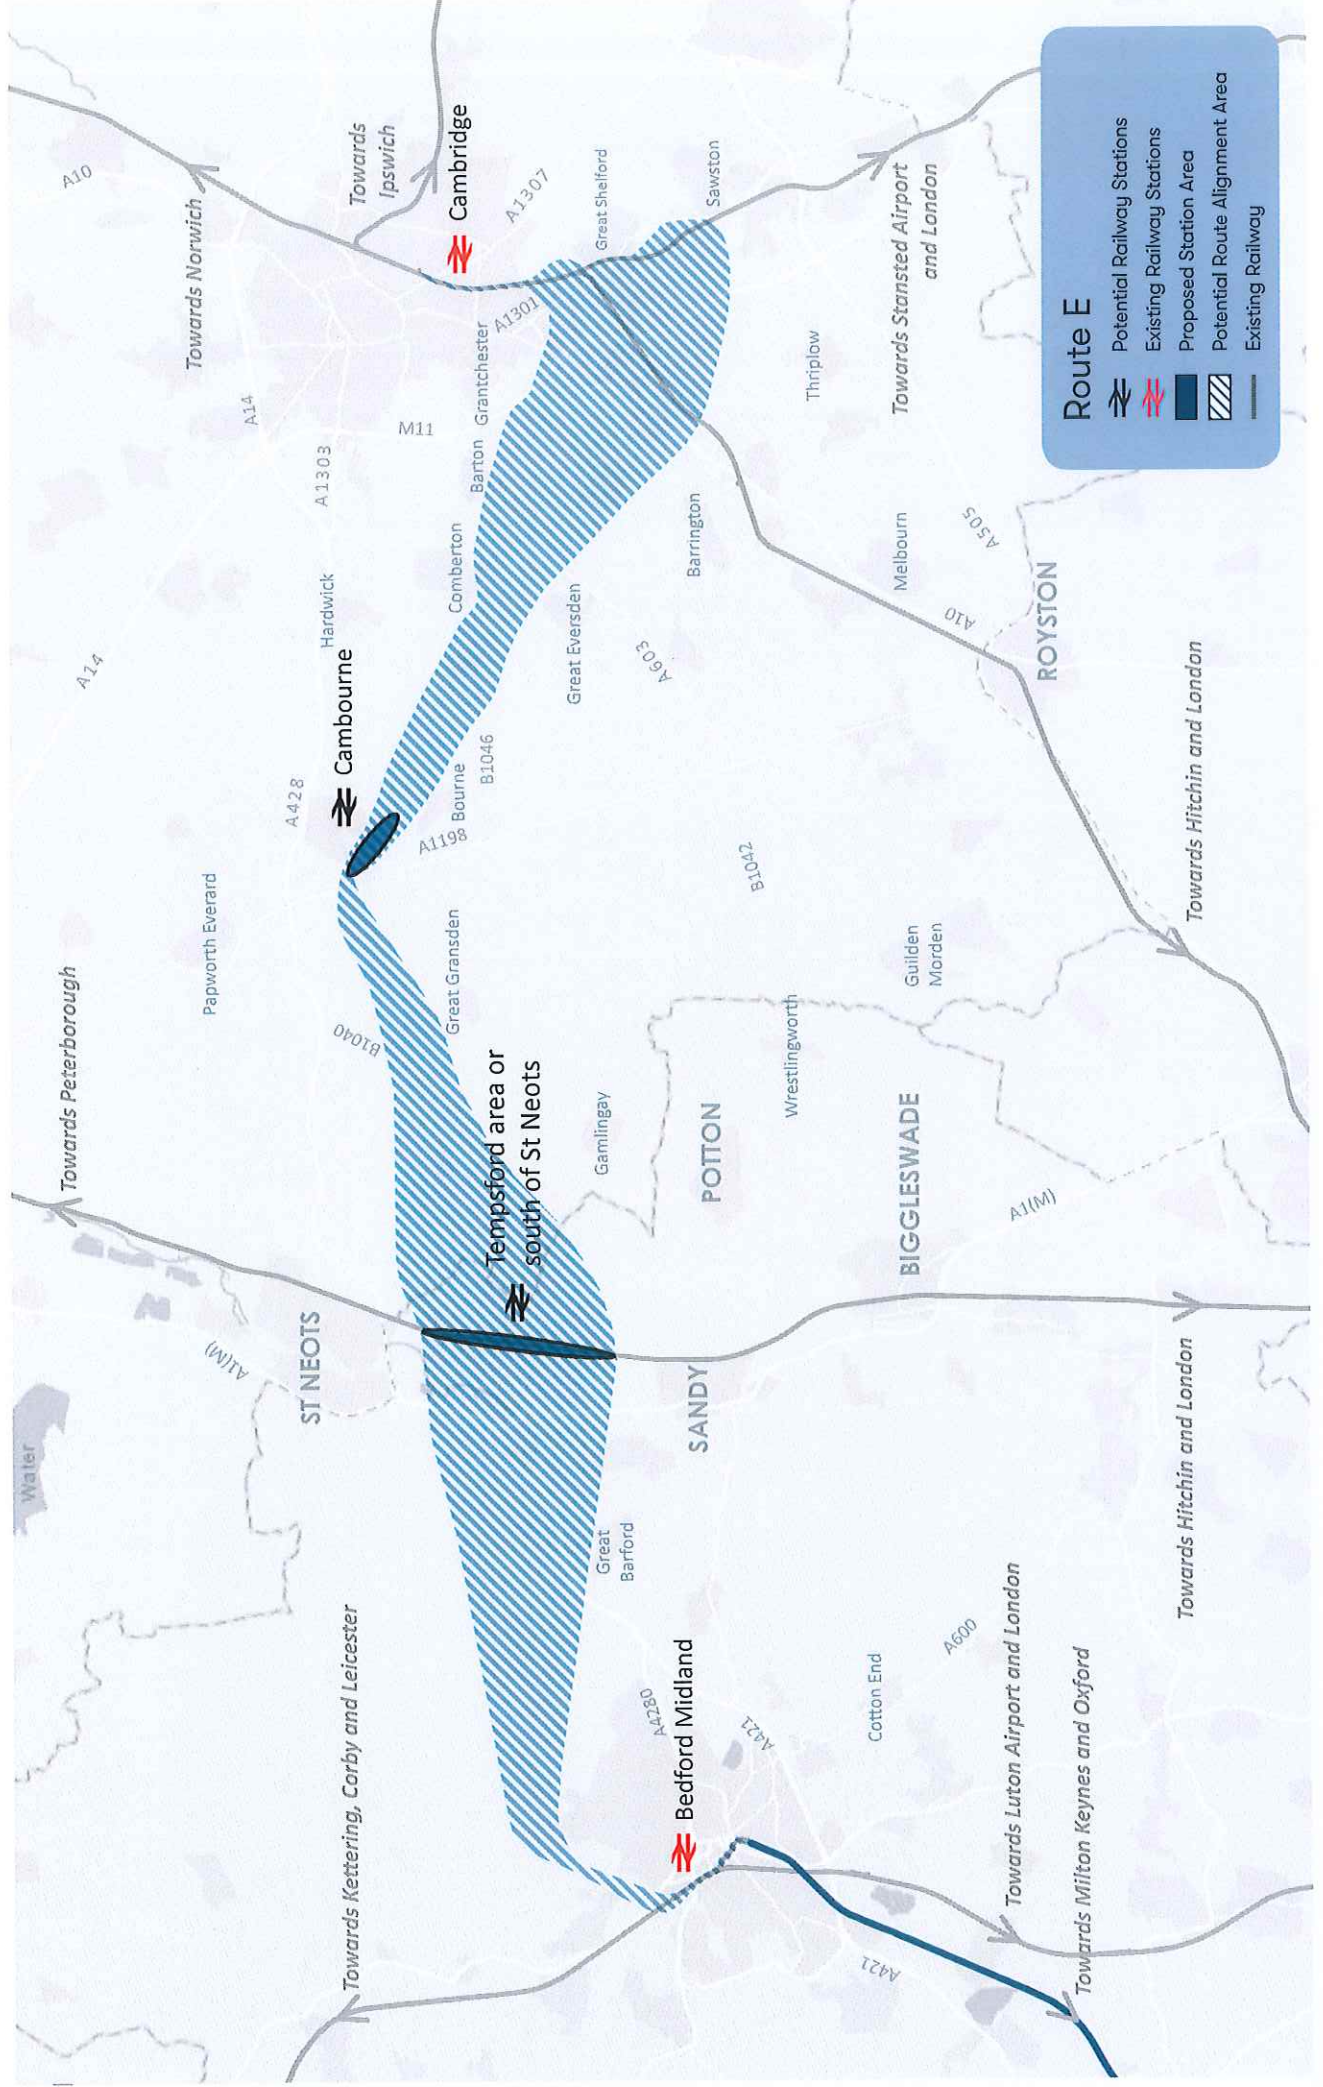 Towards Kettering, Corby and Leicester
Water
A1(M)
ST NEOTS
Towards Peterborough
Papworth Everard
A428
A14
Hardwick
A1303
A14
M11
Towards Norwich
A10
Towards
Ipswich
Cambridge
A1307
A1301
Great Shelford
Sawston
Grantchester
Barton
Comberton
Cambourne
Bourne
A1198
B1046
B1040
Great Gransden
Great Eversden
A603
Barrington
Thriplow
Towards Stansted Airport
and London
Melbourn
A505
A10
ROYSTON
Tempsford area or
south of St Neots
Gamlingay
POTTON
B1042
Wrestlingworth
Guilden
Morden
BIGGLESWADE
A1(M)
SANDY
Great
Barford
A4280
Bedford Midland
A421
Cotton End
A600
A421
Towards Luton Airport and London
Towards Milton Keynes and Oxford
Towards Hitchin and London
Towards Hitchin and London
Route E
Potential Railway Stations
Existing Railway Stations
Proposed Station Area
Potential Route Alignment Area
Existing Railway